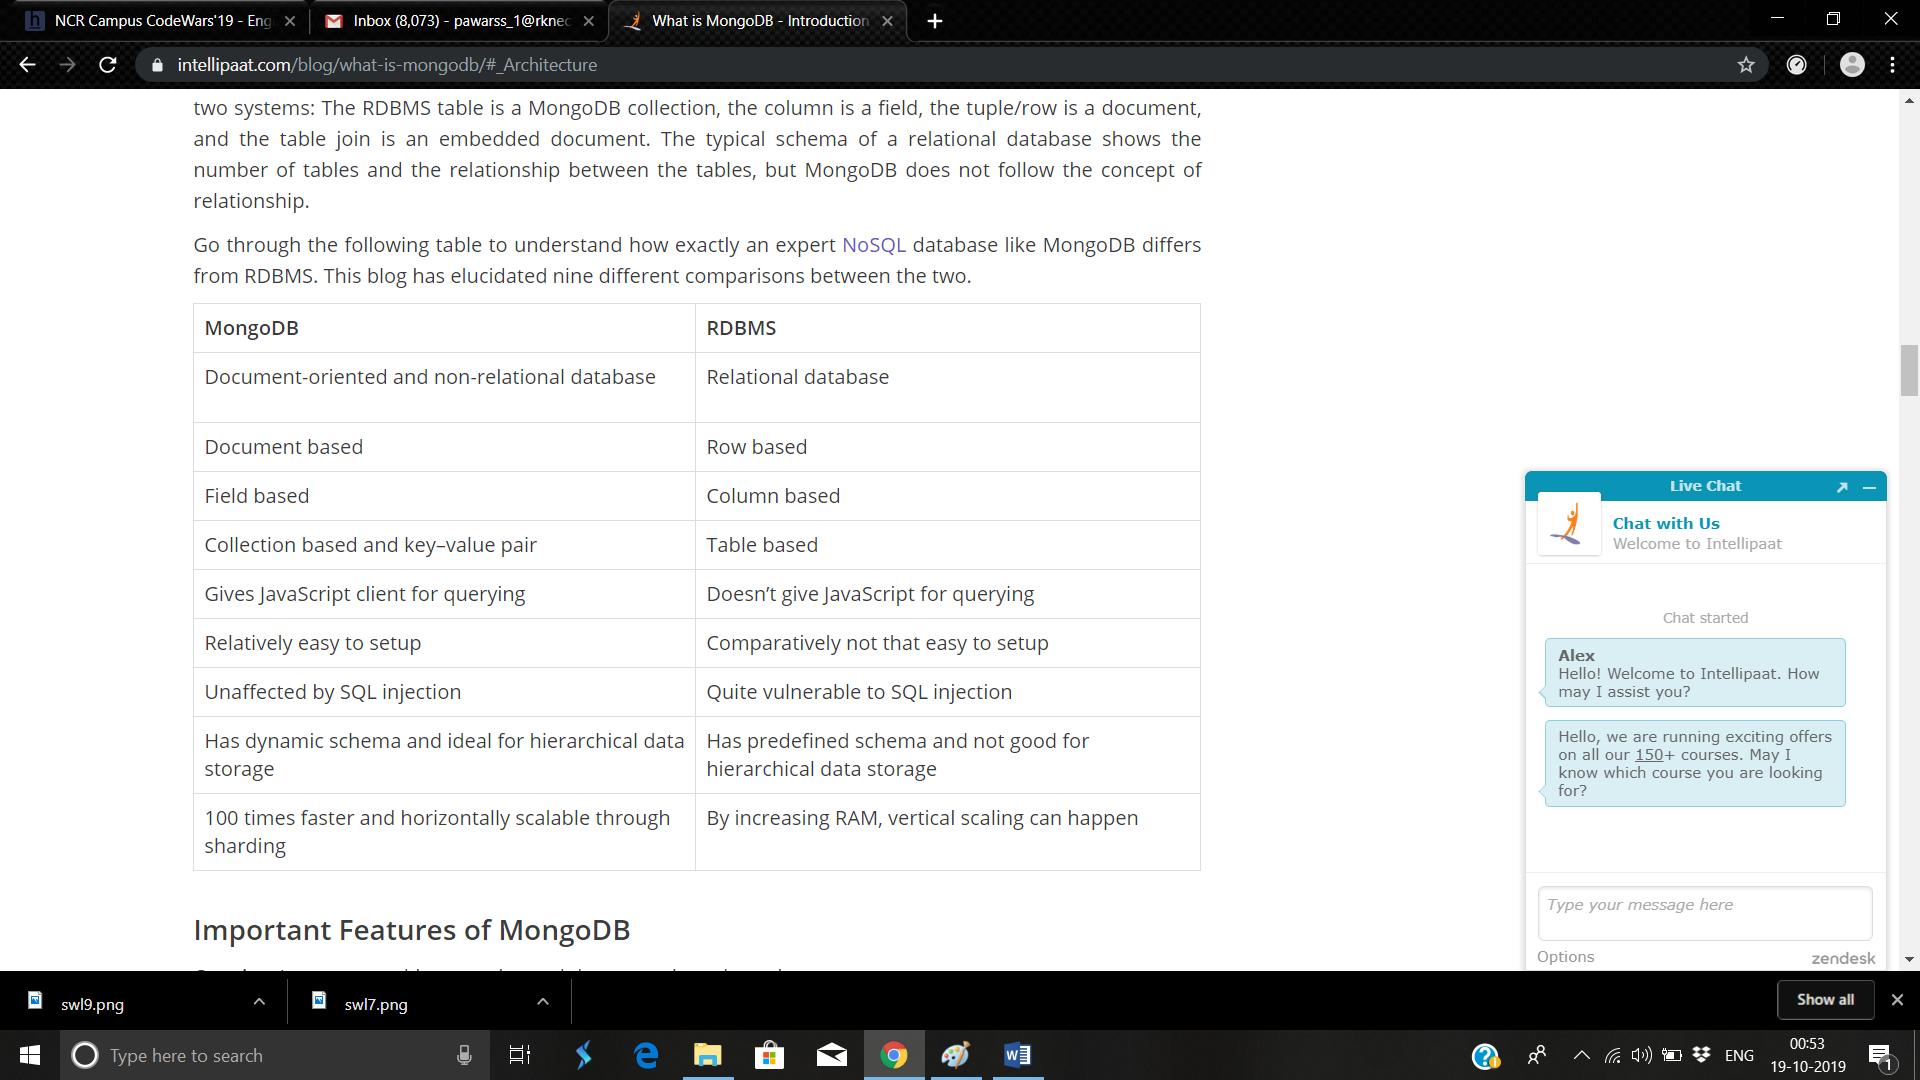 NCR Campus CodeWars'19 - Eng
Inbox (8,073) - pawarss_1@rknec
What is MongoDB - Introduction
intellipaat.com/blog/what-is-mongodb/#_Architecture
two systems: The RDBMS table is a MongoDB collection, the column is a field, the tuple/row is a document,
and the table join is an embedded document. The typical schema of a relational database shows the
number of tables and the relationship between the tables, but MongoDB does not follow the concept of
relationship.
Go through the following table to understand how exactly an expert NoSQL database like MongoDB differs
from RDBMS. This blog has elucidated nine different comparisons between the two.
MongoDB
RDBMS
Document-oriented and non-relational database
Relational database
Document based
Row based
Field based
Column based
Collection based and key–value pair
Table based
Gives JavaScript client for querying
Doesn’t give JavaScript for querying
Relatively easy to setup
Comparatively not that easy to setup
Unaffected by SQL injection
Quite vulnerable to SQL injection
Has dynamic schema and ideal for hierarchical data
storage
Has predefined schema and not good for
hierarchical data storage
100 times faster and horizontally scalable through
sharding
By increasing RAM, vertical scaling can happen
Important Features of MongoDB
Live Chat
Chat with Us
Welcome to Intellipaat
Chat started
Alex
Hello! Welcome to Intellipaat. How
may I assist you?
Hello, we are running exciting offers
on all our 150+ courses. May I
know which course you are looking
for?
Type your message here
Options
zendesk
swl9.png
swl7.png
Show all
Type here to search
ENG
00:53
19-10-2019
1